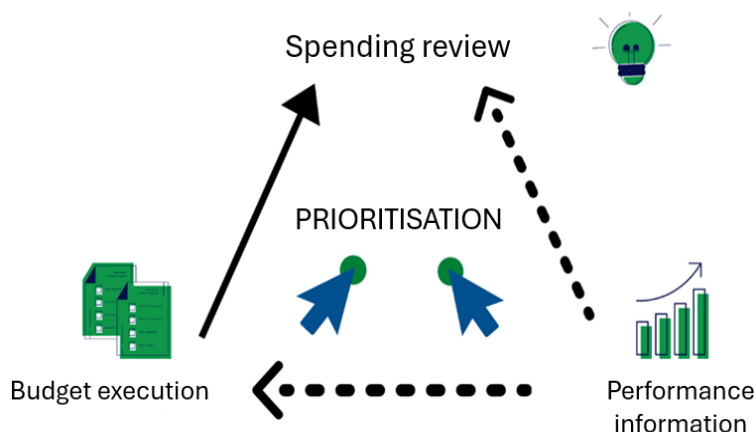 Spending review
PRIORITISATION
Budget execution
Performance
information